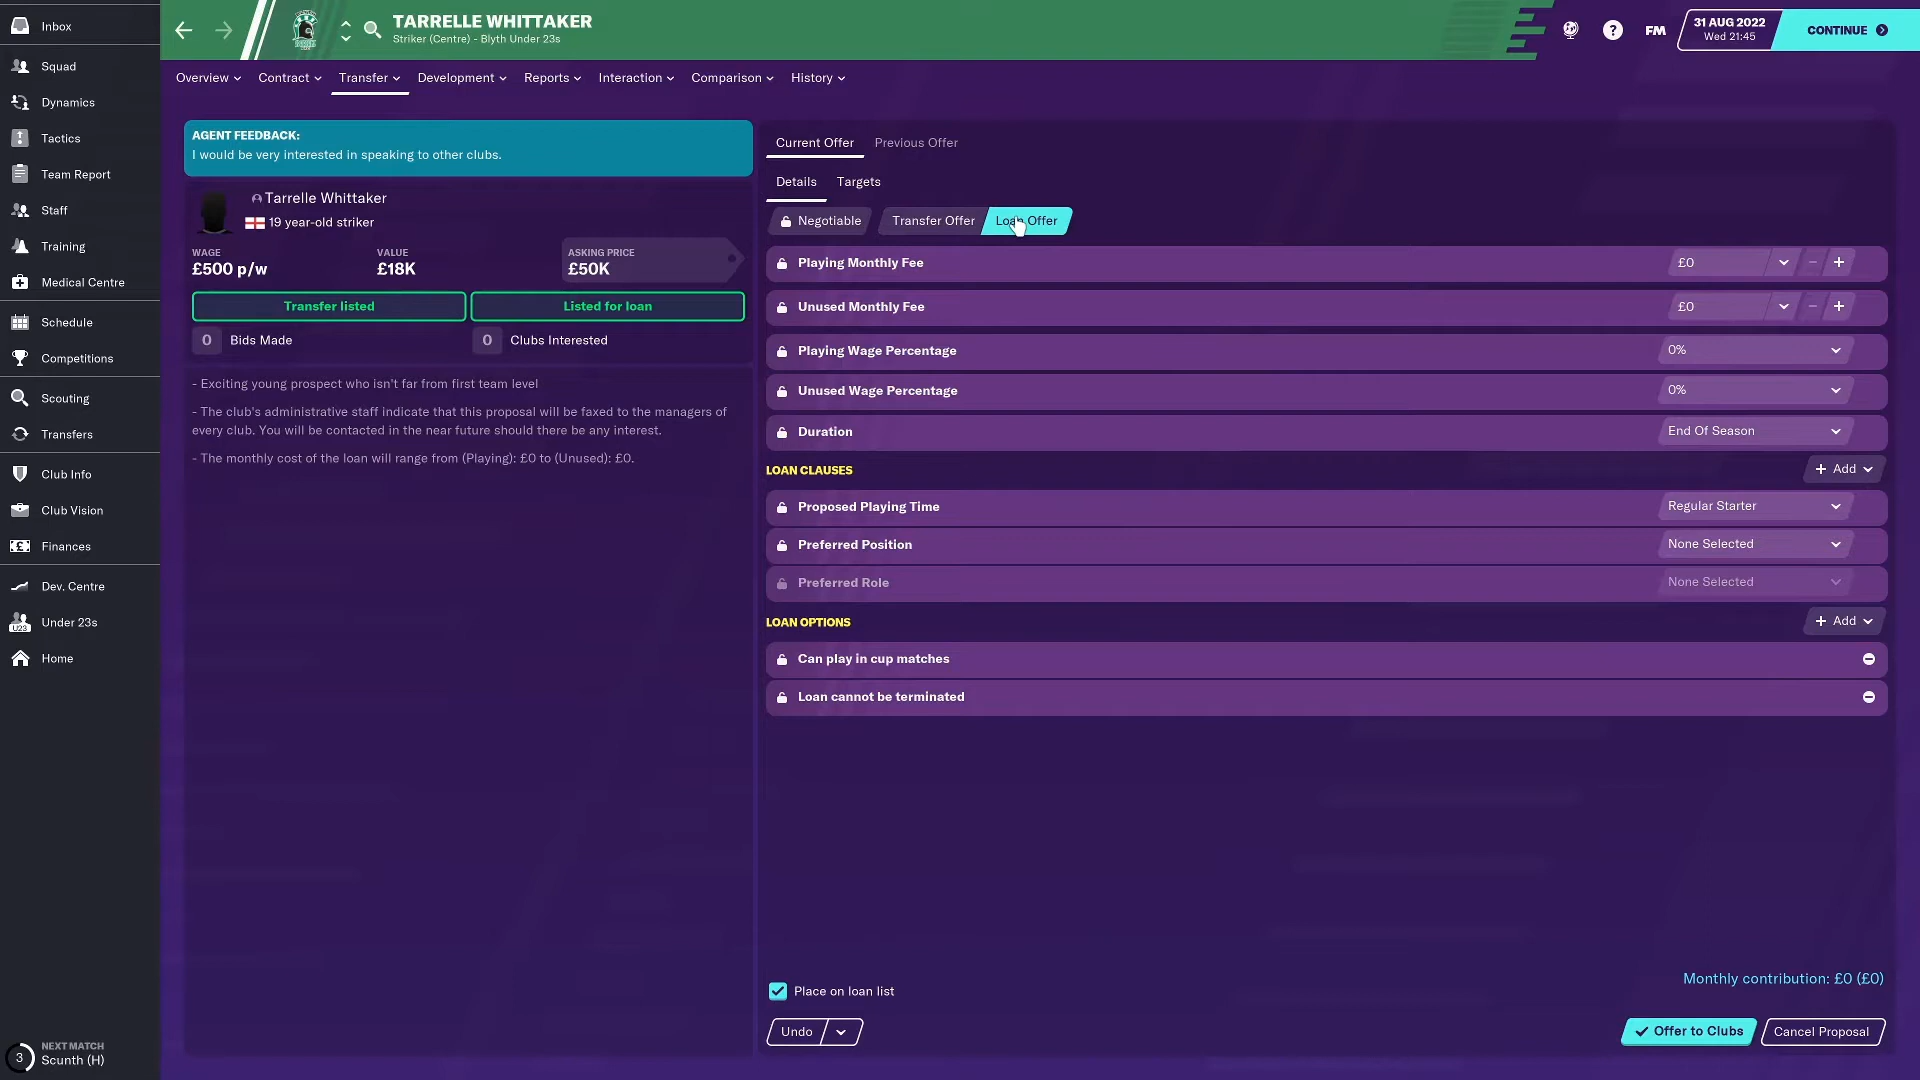 Inbox
Squad
Dynamics
Tactics
Team Report
Staff
Training
Medical Centre
Schedule
Competitions
Scouting
Transfers
Club Info
Club Vision
Finances
Dev. Centre
U23
Under 23s
Home
3
NEXT MATCH
Scunth (H)
TARRELLE WHITTAKER
Striker (Centre) - Blyth Under 23s
?
FM
31 AUG 2022
Wed 21:45
CONTINUE
Overview
Contract
Transfer
Development
Reports
Interaction
Comparison
History
AGENT FEEDBACK:
I would be very interested in speaking to other clubs.
Tarrelle Whittaker
19 year-old striker
WAGE
£500 p/w
VALUE
£18K
ASKING PRICE
£50K
Transfer listed
Listed for loan
0 Bids Made
0 Clubs Interested
- Exciting young prospect who isn't far from first team level
- The club's administrative staff indicate that this proposal will be faxed to the managers of
every club. You will be contacted in the near future should there be any interest.
- The monthly cost of the loan will range from (Playing): £0 to (Unused): £0.
Current Offer
Previous Offer
Details
Targets
Negotiable
Transfer Offer
Loan Offer
Playing Monthly Fee £0
Unused Monthly Fee £0
Playing Wage Percentage 0%
Unused Wage Percentage 0%
Duration End Of Season
LOAN CLAUSES
+ Add
Proposed Playing Time Regular Starter
Preferred Position None Selected
Preferred Role None Selected
LOAN OPTIONS
+ Add
Can play in cup matches
Loan cannot be terminated
Monthly contribution: £0 (£0)
Place on loan list
Undo
Offer to Clubs
Cancel Proposal